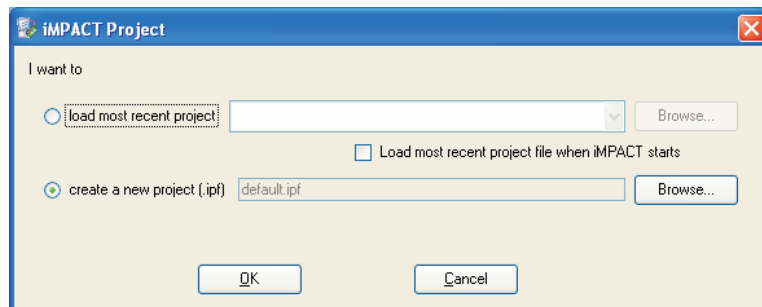 iMPACT Project
I want to
load most recent project Browse...
Load most recent project file when iMPACT starts
create a new project (.ipf) default.ipf Browse...
OK Cancel